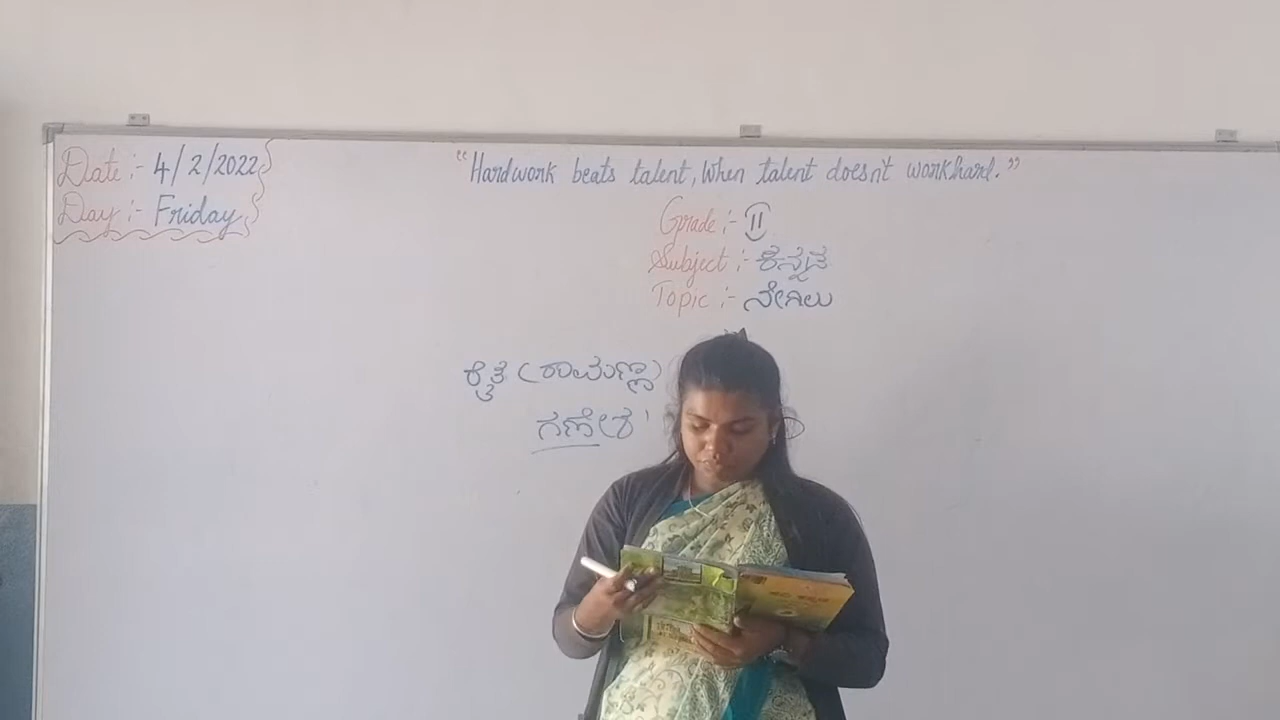 Date :- 4/2/2022
Day :- Friday
"Hardwork beats talent, When talent doesn't workhard."
Grade :- II
Subject :- ಕನ್ನಡ
Topic :- ನೇಗಿಲು
(ರಾಮಣ್ಣ)
ಗಣೇಶ